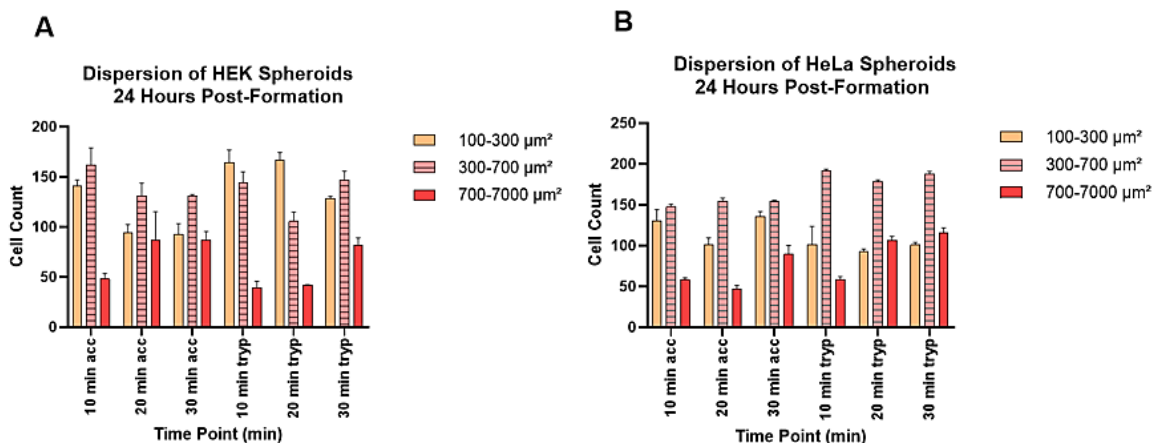 A
Dispersion of HEK Spheroids
24 Hours Post-Formation
200
150
100
50
0
Cell Count
10 min acc
20 min acc
30 min acc
10 min tryp
20 min tryp
30 min tryp
Time Point (min)
100-300 µm²
300-700 µm²
700-7000 µm²
B
Dispersion of HeLa Spheroids
24 Hours Post-Formation
250
200
150
100
50
0
Cell Count
10 min acc
20 min acc
30 min acc
10 min tryp
20 min tryp
30 min tryp
Time Point (min)
100-300 µm²
300-700 µm²
700-7000 µm²